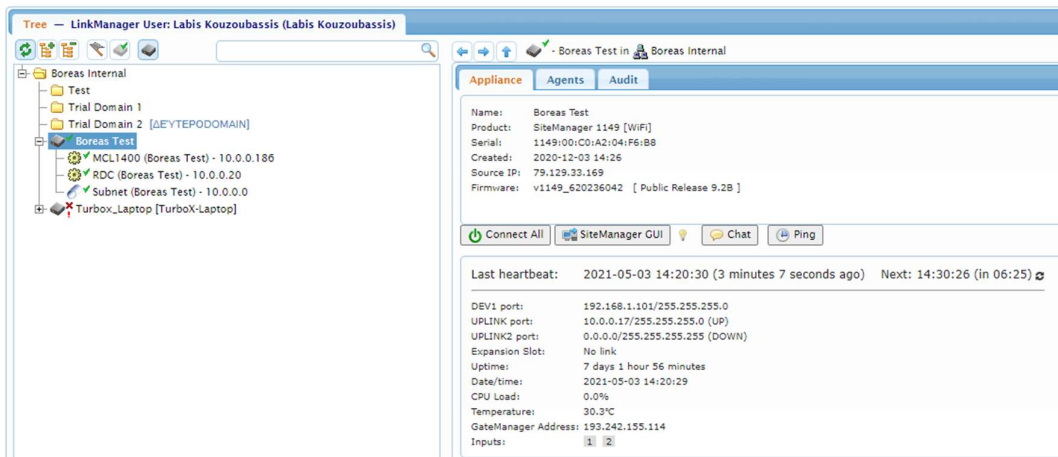 Tree — LinkManager User: Labis Kouzoubassis (Labis Kouzoubassis)
Boreas Internal
Test
Trial Domain 1
Trial Domain 2 [ΔΕΎΤΕΡΟDOMAIN]
Boreas Test
MCL1400 (Boreas Test) - 10.0.0.186
RDC (Boreas Test) - 10.0.0.20
Subnet (Boreas Test) - 10.0.0.0
Turbox_Laptop [TurboX-Laptop]
- Boreas Test in Boreas Internal
Appliance Agents Audit
Name: Boreas Test
Product: SiteManager 1149 [WiFi]
Serial: 1149:00:C0:A2:04:F6:B8
Created: 2020-12-03 14:26
Source IP: 79.129.33.169
Firmware: v1149_620236042 [ Public Release 9.2B ]
Connect All SiteManager GUI Chat Ping
Last heartbeat: 2021-05-03 14:20:30 (3 minutes 7 seconds ago) Next: 14:30:26 (in 06:25)
DEV1 port: 192.168.1.101/255.255.255.0
UPLINK port: 10.0.0.17/255.255.255.0 (UP)
UPLINK2 port: 0.0.0.0/255.255.255.255 (DOWN)
Expansion Slot: No link
Uptime: 7 days 1 hour 56 minutes
Date/time: 2021-05-03 14:20:29
CPU Load: 0.0%
Temperature: 30.3°C
GateManager Address: 193.242.155.114
Inputs: 1 2